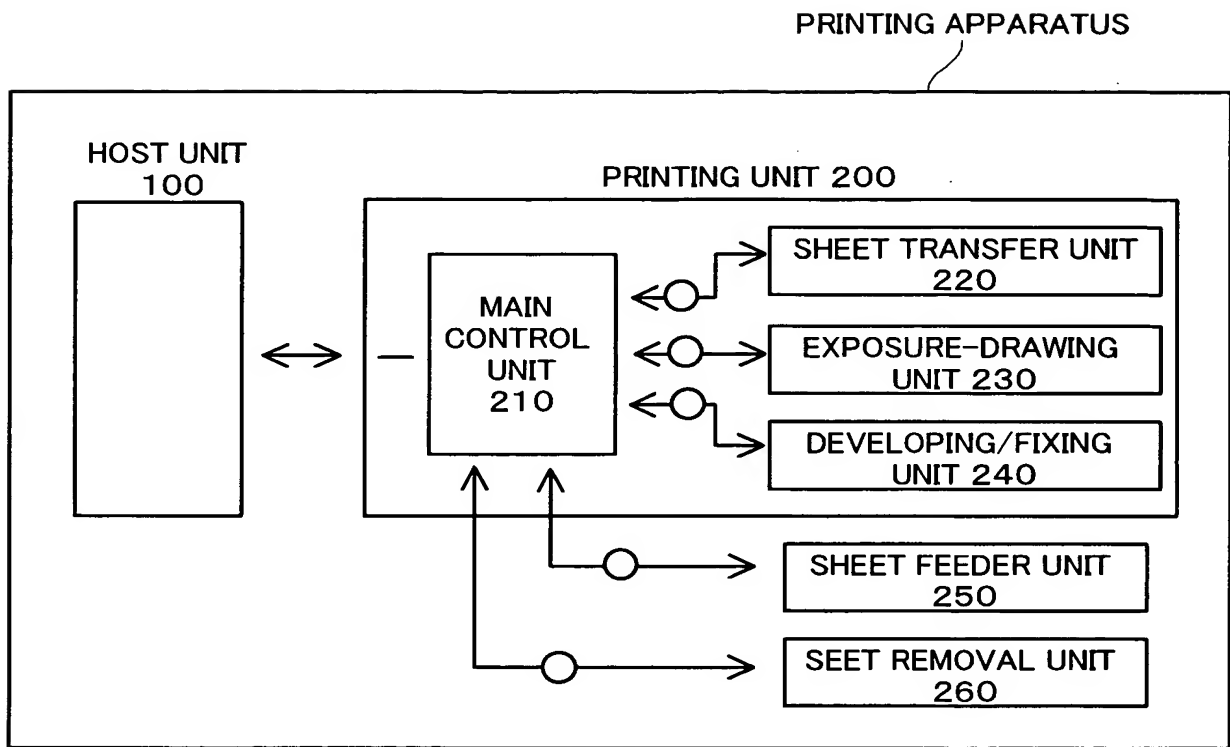 PRINTING APPARATUS
HOST UNIT
100
PRINTING UNIT 200
MAIN
CONTROL
UNIT
210
SHEET TRANSFER UNIT
220
EXPOSURE-DRAWING
UNIT 230
DEVELOPING/FIXING
UNIT 240
SHEET FEEDER UNIT
250
SEET REMOVAL UNIT
260